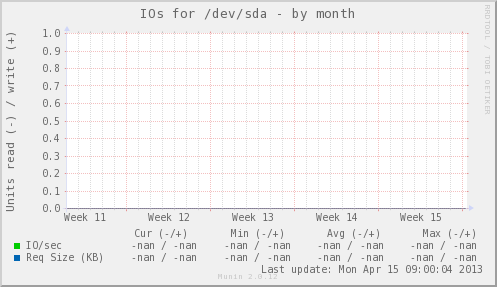 IOs for /dev/sda - by month
RRDTOOL / TOBI OETIKER
Units read (-) / write (+)
1.0
0.9
0.8
0.7
0.6
0.5
0.4
0.3
0.2
0.1
0.0
Week 11 Week 12 Week 13 Week 14 Week 15
Cur (-/+) Min (-/+) Avg (-/+) Max (-/+)
IO/sec -nan / -nan -nan / -nan -nan / -nan -nan / -nan
Req Size (KB) -nan / -nan -nan / -nan -nan / -nan -nan / -nan
Last update: Mon Apr 15 09:00:04 2013
Munin 2.0.12